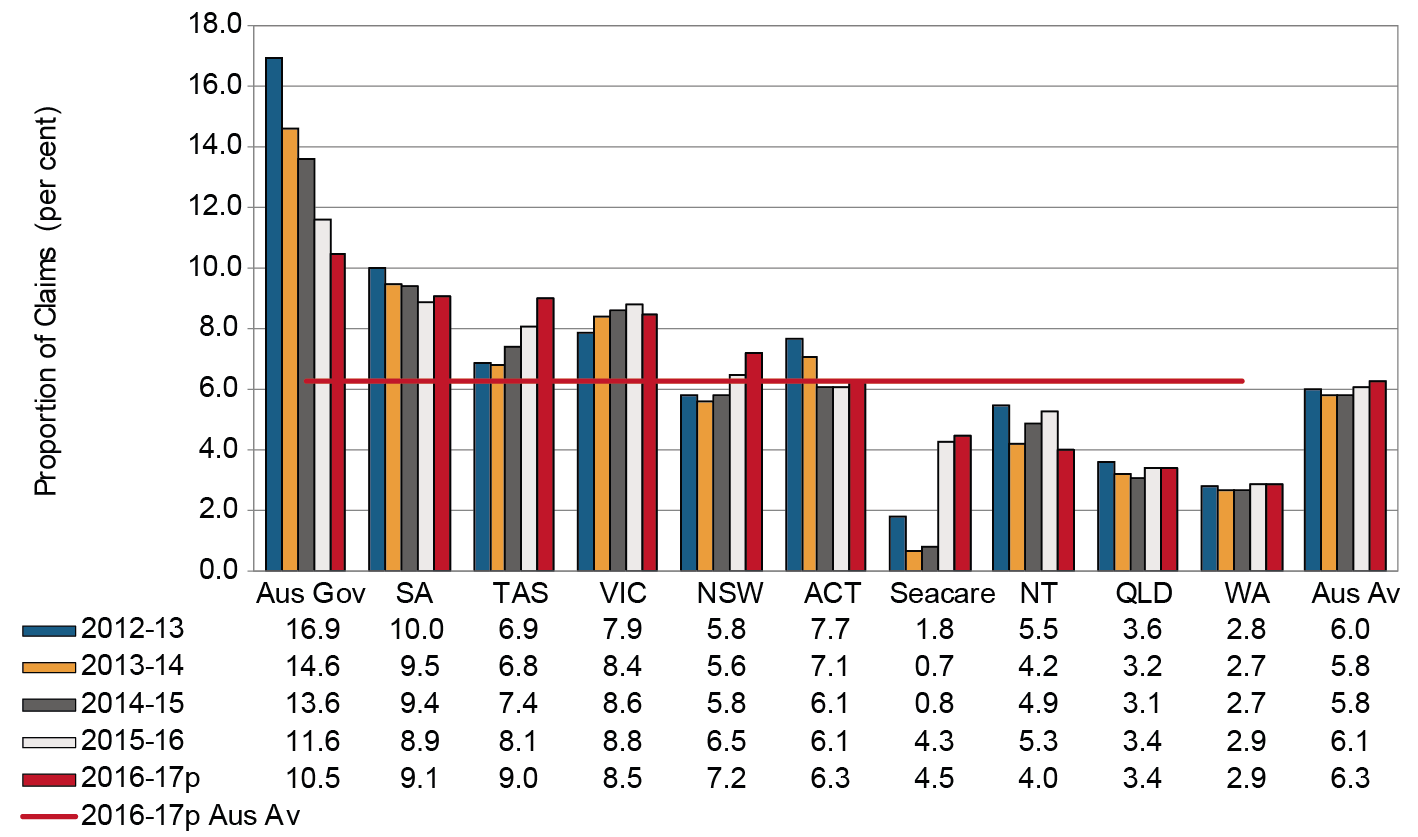 18.0
16.0
14.0
12.0
10.0
8.0
6.0
4.0
2.0
0.0
Proportion of Claims (per cent)
Aus Gov SA TAS VIC NSW ACT Seacare NT QLD WA Aus Av
2012-13 16.9 10.0 6.9 7.9 5.8 7.7 1.8 5.5 3.6 2.8 6.0
2013-14 14.6 9.5 6.8 8.4 5.6 7.1 0.7 4.2 3.2 2.7 5.8
2014-15 13.6 9.4 7.4 8.6 5.8 6.1 0.8 4.9 3.1 2.7 5.8
2015-16 11.6 8.9 8.1 8.8 6.5 6.1 4.3 5.3 3.4 2.9 6.1
2016-17p 10.5 9.1 9.0 8.5 7.2 6.3 4.5 4.0 3.4 2.9 6.3
2016-17p Aus Av